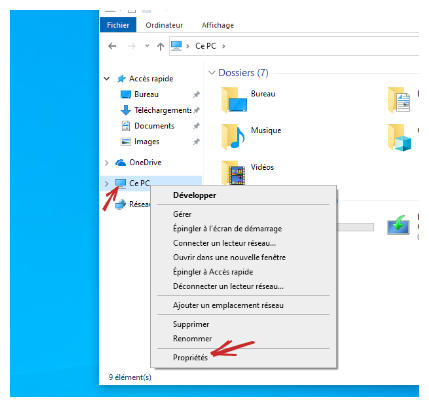 Fichier Ordinateur Affichage
Ce PC
Accès rapide
Bureau
Téléchargements
Documents
Images
OneDrive
Ce PC
Dossiers (7)
Bureau
Musique
Vidéos
Développer
Gérer
Épingler à l'écran de démarrage
Connecter un lecteur réseau...
Ouvrir dans une nouvelle fenêtre
Épingler à Accès rapide
Déconnecter un lecteur réseau...
Ajouter un emplacement réseau
Supprimer
Renommer
Propriétés
9 élément(s)